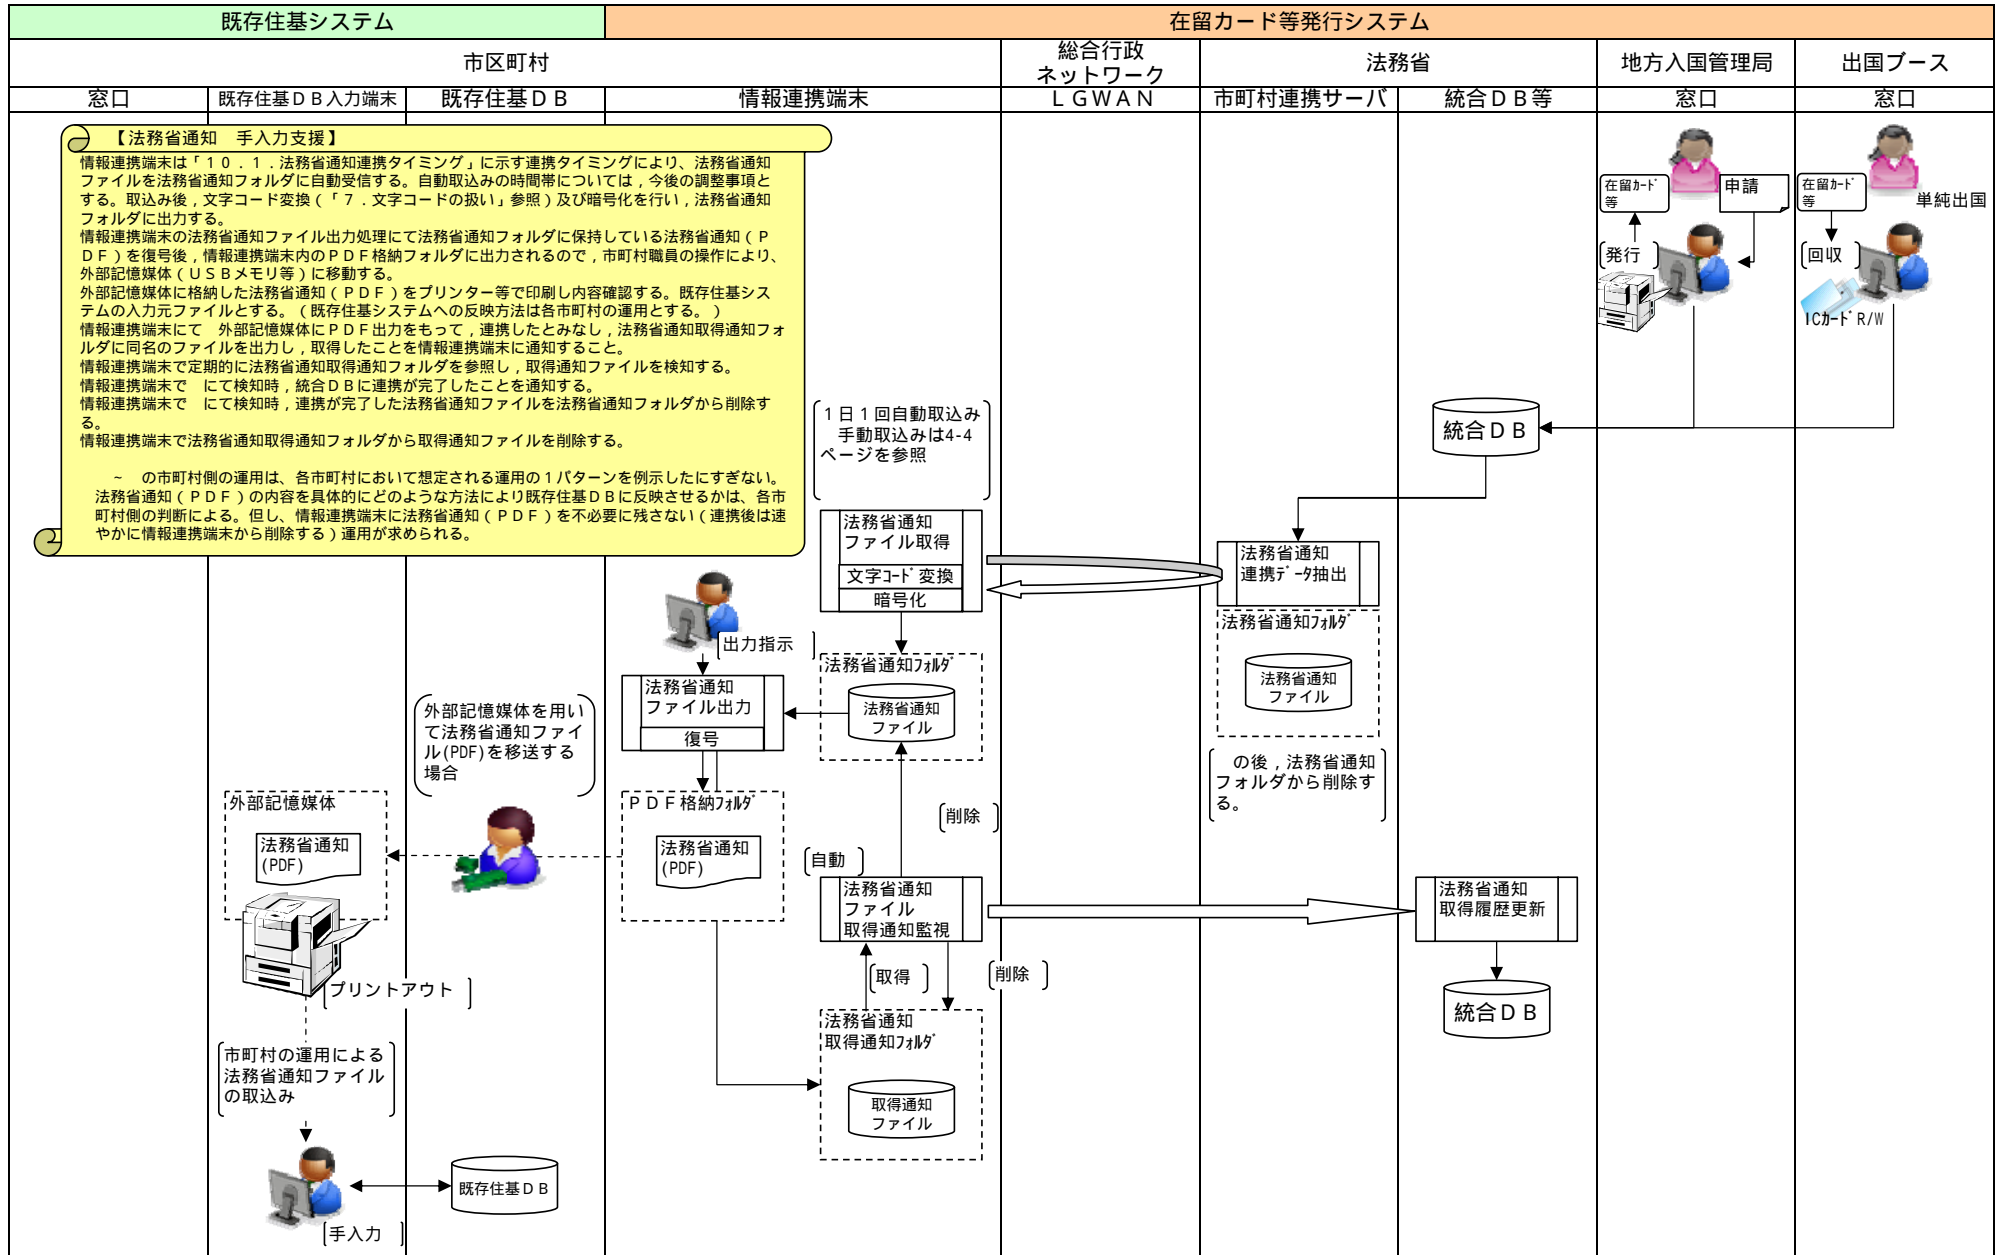 既存住基システム
在留カード等発行システム
市区町村
総合行政
ネットワーク
法務省
地方入国管理局
出国ブース
窓口
既存住基ＤＢ入力端末
既存住基ＤＢ
情報連携端末
ＬＧＷＡＮ
市町村連携サーバ
統合ＤＢ等
窓口
窓口
【法務省通知　手入力支援】
情報連携端末は「１０．１．法務省通知連携タイミング」に示す連携タイミングにより、法務省通知
ファイルを法務省通知フォルダに自動受信する。自動取込みの時間帯については，今後の調整事項と
する。取込み後，文字コード変換（「７．文字コードの扱い」参照）及び暗号化を行い，法務省通知
フォルダに出力する。
情報連携端末の法務省通知ファイル出力処理にて法務省通知フォルダに保持している法務省通知（Ｐ
ＤＦ）を復号後，情報連携端末内のＰＤＦ格納フォルダに出力されるので，市町村職員の操作により、
外部記憶媒体（ＵＳＢメモリ等）に移動する。
外部記憶媒体に格納した法務省通知（ＰＤＦ）をプリンター等で印刷し内容確認する。既存住基シス
テムの入力元ファイルとする。（既存住基システムへの反映方法は各市町村の運用とする。）
情報連携端末にて　外部記憶媒体にＰＤＦ出力をもって，連携したとみなし，法務省通知取得通知フォ
ルダに同名のファイルを出力し，取得したことを情報連携端末に通知すること。
情報連携端末で定期的に法務省通知取得通知フォルダを参照し，取得通知ファイルを検知する。
情報連携端末で　にて検知時，統合ＤＢに連携が完了したことを通知する。
情報連携端末で　にて検知時，連携が完了した法務省通知ファイルを法務省通知フォルダから削除す
る。
情報連携端末で法務省通知取得通知フォルダから取得通知ファイルを削除する。
～　の市町村側の運用は、各市町村において想定される運用の１パターンを例示したにすぎない。
法務省通知（ＰＤＦ）の内容を具体的にどのような方法により既存住基ＤＢに反映させるかは、各市
町村側の判断による。但し、情報連携端末に法務省通知（ＰＤＦ）を不必要に残さない（連携後は速
やかに情報連携端末から削除する）運用が求められる。
在留ｶｰﾄﾞ
等
申請
発行
在留ｶｰﾄﾞ
等
単純出国
回収
ICｶｰﾄﾞR/W
１日１回自動取込み
手動取込みは4-4
ページを参照
統合ＤＢ
法務省通知
ファイル取得
文字ｺｰﾄﾞ変換
暗号化
法務省通知
連携ﾃﾞｰﾀ抽出
法務省通知ﾌｫﾙﾀﾞ
法務省通知
ファイル
の後，法務省通知
フォルダから削除す
る。
出力指示
法務省通知ﾌｫﾙﾀﾞ
法務省通知
ファイル
法務省通知
ファイル出力
復号
外部記憶媒体を用い
て法務省通知ファイ
ル(PDF)を移送する
場合
外部記憶媒体
法務省通知
(PDF)
ＰＤＦ格納ﾌｫﾙﾀﾞ
法務省通知
(PDF)
削除
自動
法務省通知
ファイル
取得通知監視
法務省通知
取得履歴更新
取得
削除
プリントアウト
統合ＤＢ
法務省通知
取得通知ﾌｫﾙﾀﾞ
取得通知
ファイル
市町村の運用による
法務省通知ファイル
の取込み
既存住基ＤＢ
手入力